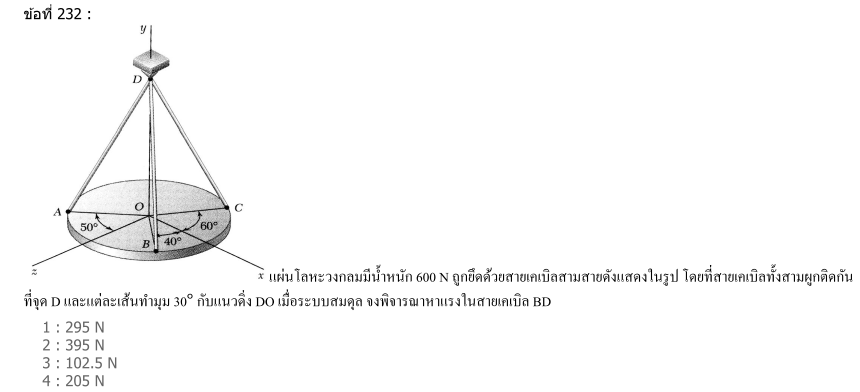 ข้อที่ 232 :
y
D
A
O
C
50°
60°
B
40°
z
x แผ่นโลหะวงกลมมีน้ำหนัก 600 N ถูกยึดด้วยสายเคเบิลสามสายดังแสดงในรูป โดยที่สายเคเบิลทั้งสามผูกติดกัน
ที่จุด D และแต่ละเส้นทำมุม 30° กับแนวดิ่ง DO เมื่อระบบสมดุล จงพิจารณาหาแรงในสายเคเบิล BD
1 : 295 N
2 : 395 N
3 : 102.5 N
4 : 205 N